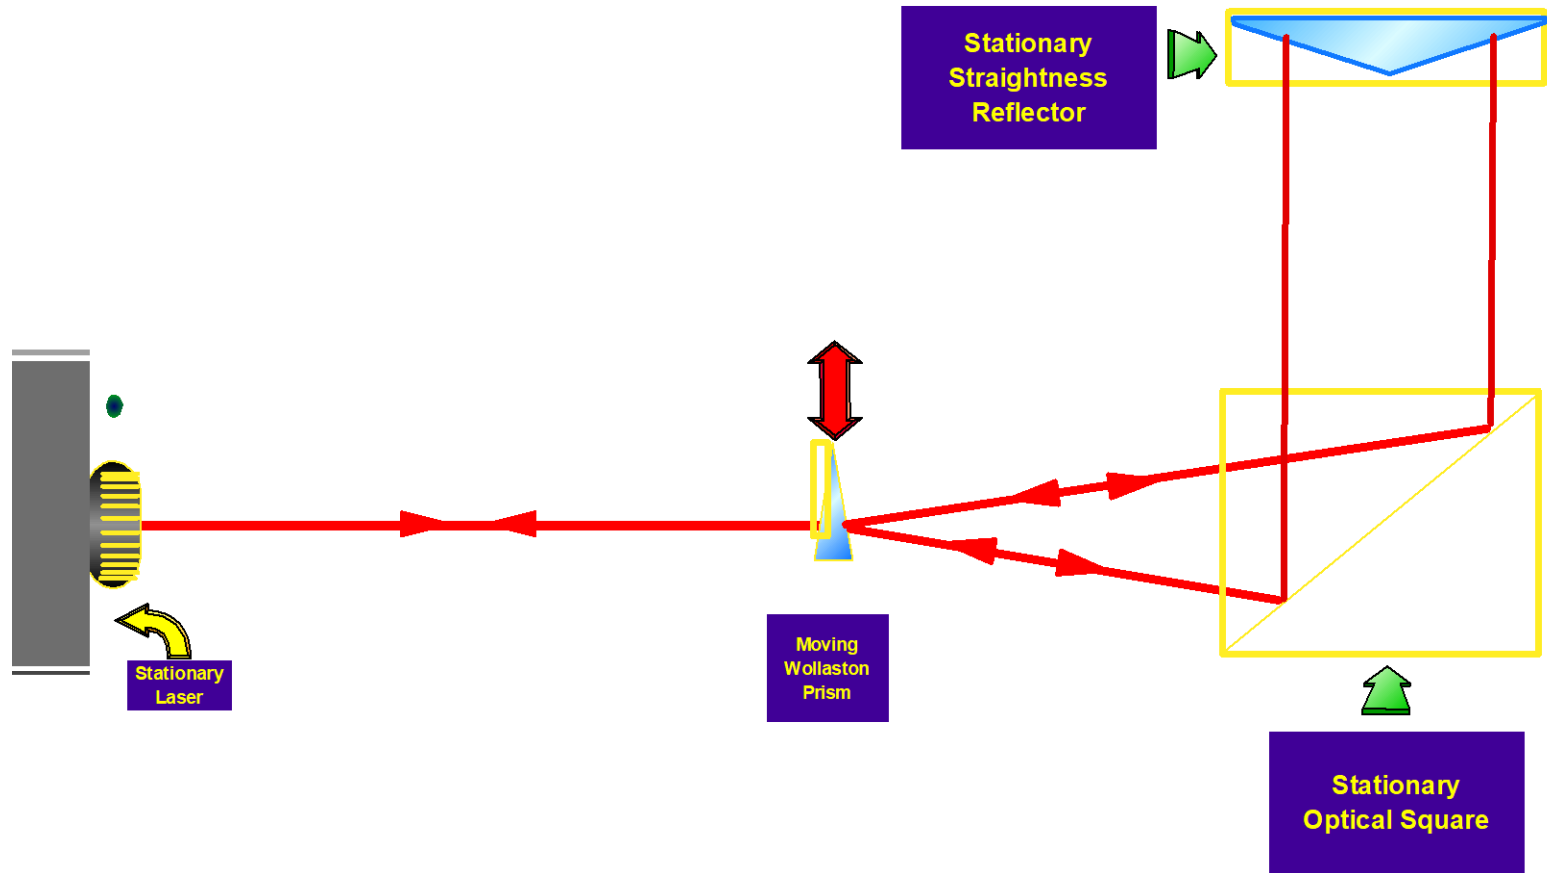 Stationary
Straightness
Reflector
Stationary
Laser
Moving
Wollaston
Prism
Stationary
Optical Square